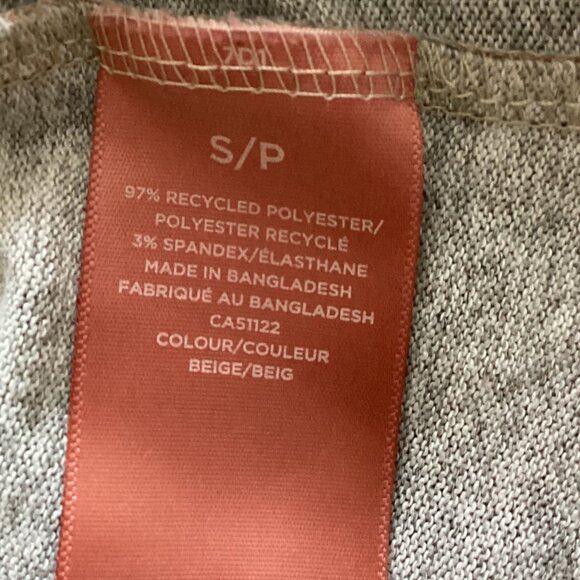 7D1
S/P
97% RECYCLED POLYESTER/
POLYESTER RECYCLÉ
3% SPANDEX/ÉLASTHANE
MADE IN BANGLADESH
FABRIQUÉ AU BANGLADESH
CA51122
COLOUR/COULEUR
BEIGE/BEIG